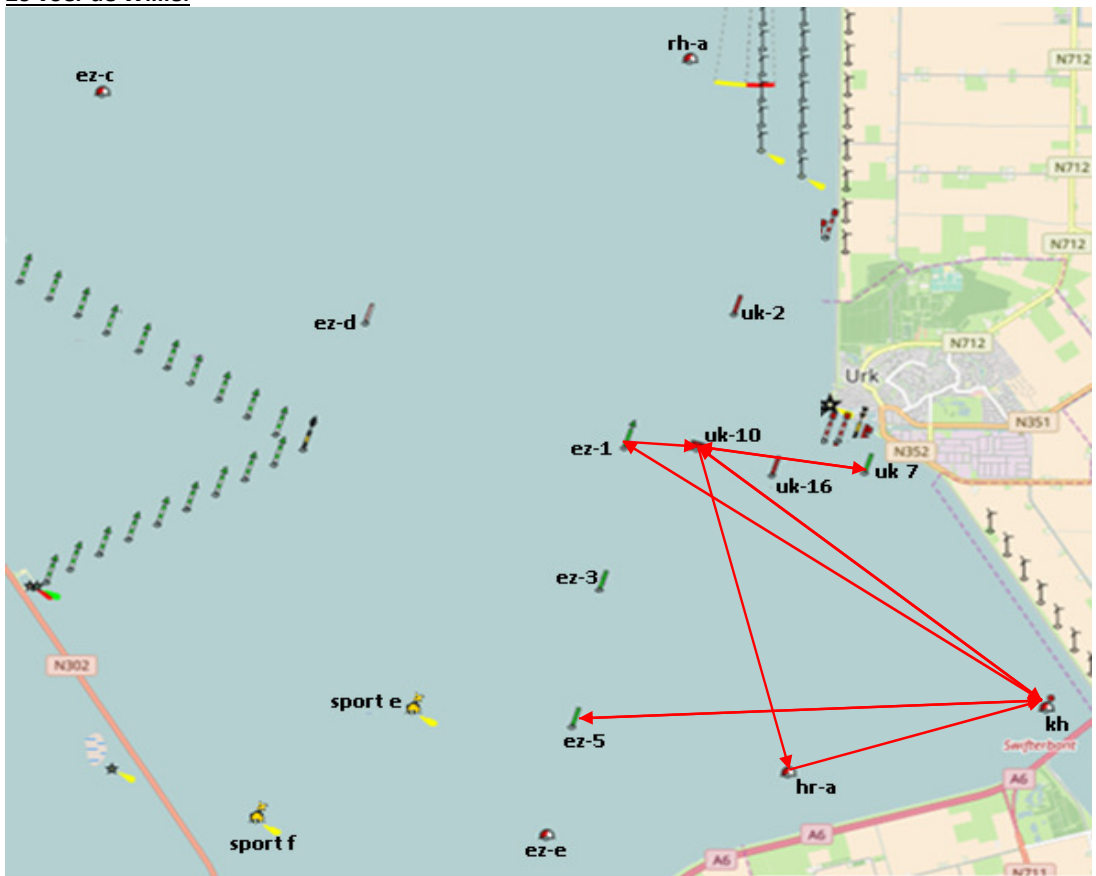 rh-a
N712
ez-c
N712
N712
uk-2
ez-d
N712
Urk
N351
uk-10
ez-1
N352
uk 7
uk-16
ez-3
N302
sport e
kh
ez-5
Swifterbant
A6
hr-a
A6
sport f
ez-e
A6
N711